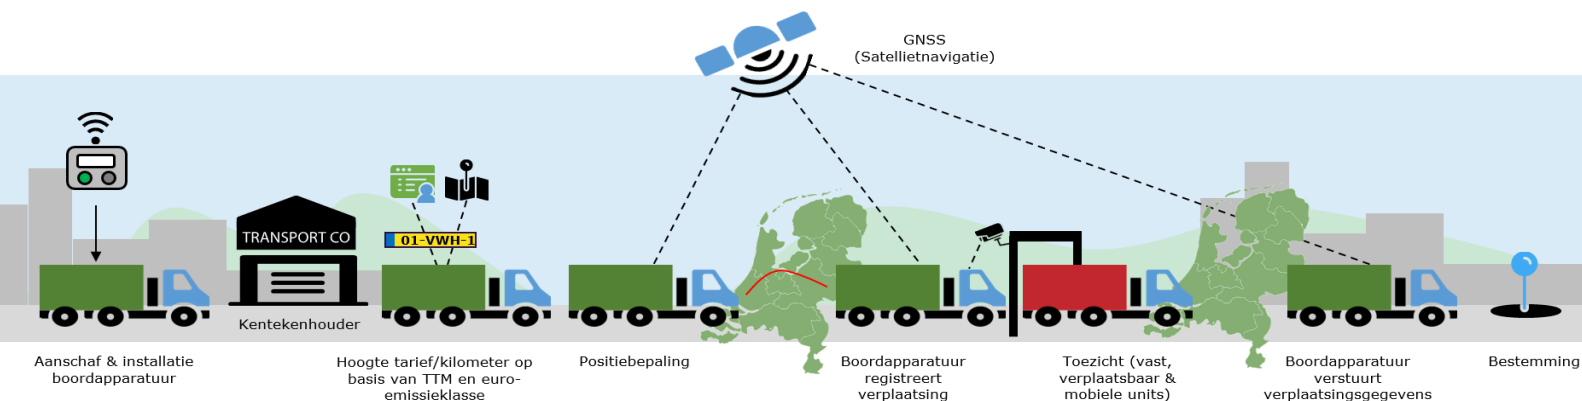 GNSS
(Satellietnavigatie)
TRANSPORT CO
01-VWH-1
Kentekenhouder
Aanschaf & installatie
boordapparatuur
Hoogte tarief/kilometer op
basis van TTM en euro-
emissieklasse
Positiebepaling
Boordapparatuur
registreert
verplaatsing
Toezicht (vast,
verplaatsbaar &
mobiele units)
Boordapparatuur
verstuurt
verplaatsingsgegevens
Bestemming